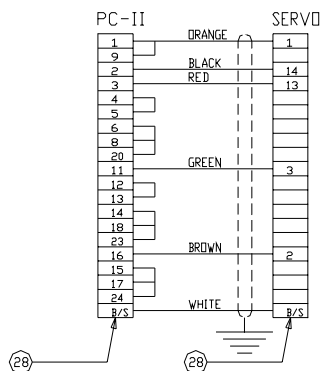 PC-II SERVO
ORANGE
1 1
9
BLACK
2 14
RED
3 13
4
5
6
8
20
GREEN
11 3
12
13
14
18
23
BROWN
16 2
15
17
24
WHITE
B/S B/S
28 28